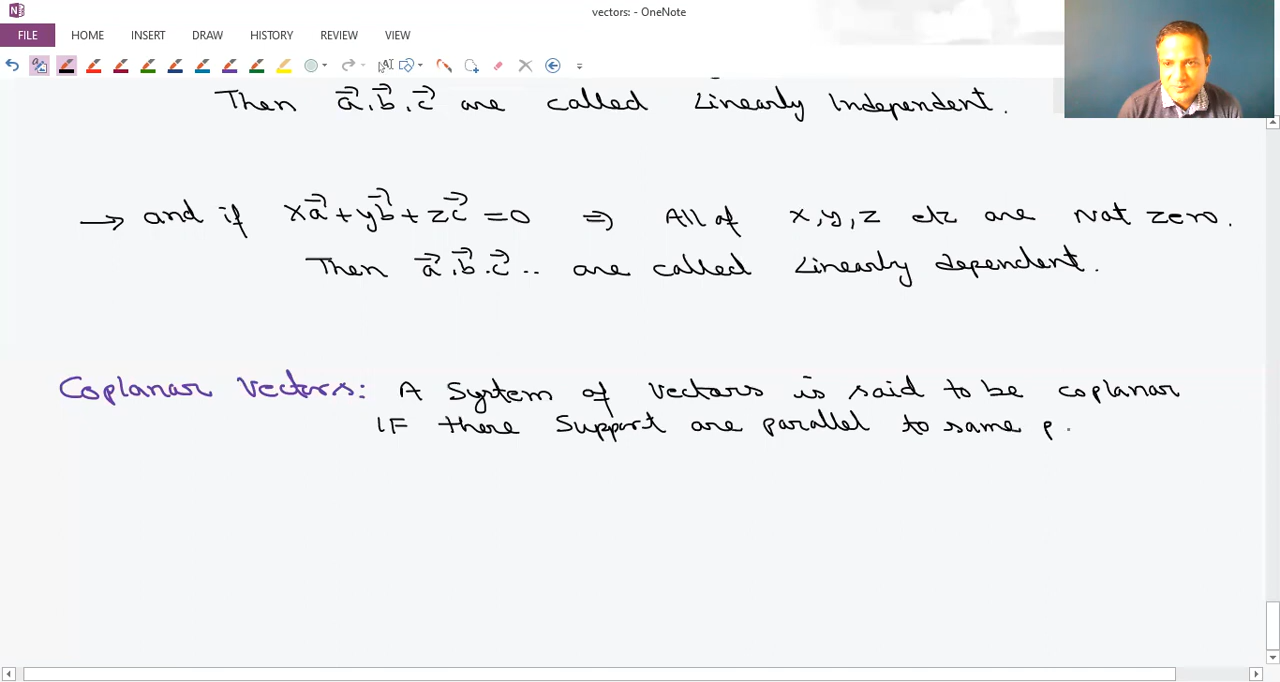 vectors: - OneNote
FILE HOME INSERT DRAW HISTORY REVIEW VIEW
Then a⃗, b⃗, c⃗ are called Linearly Independent.
→ and if xa⃗ + yb⃗ + zc⃗ = 0 ⇒ All of x, y, z etc are not zero.
Then a⃗, b⃗, c⃗ .. are called Linearly dependent.
Coplanar Vectors: A System of vectors is said to be coplanar
IF there Support are parallel to same p